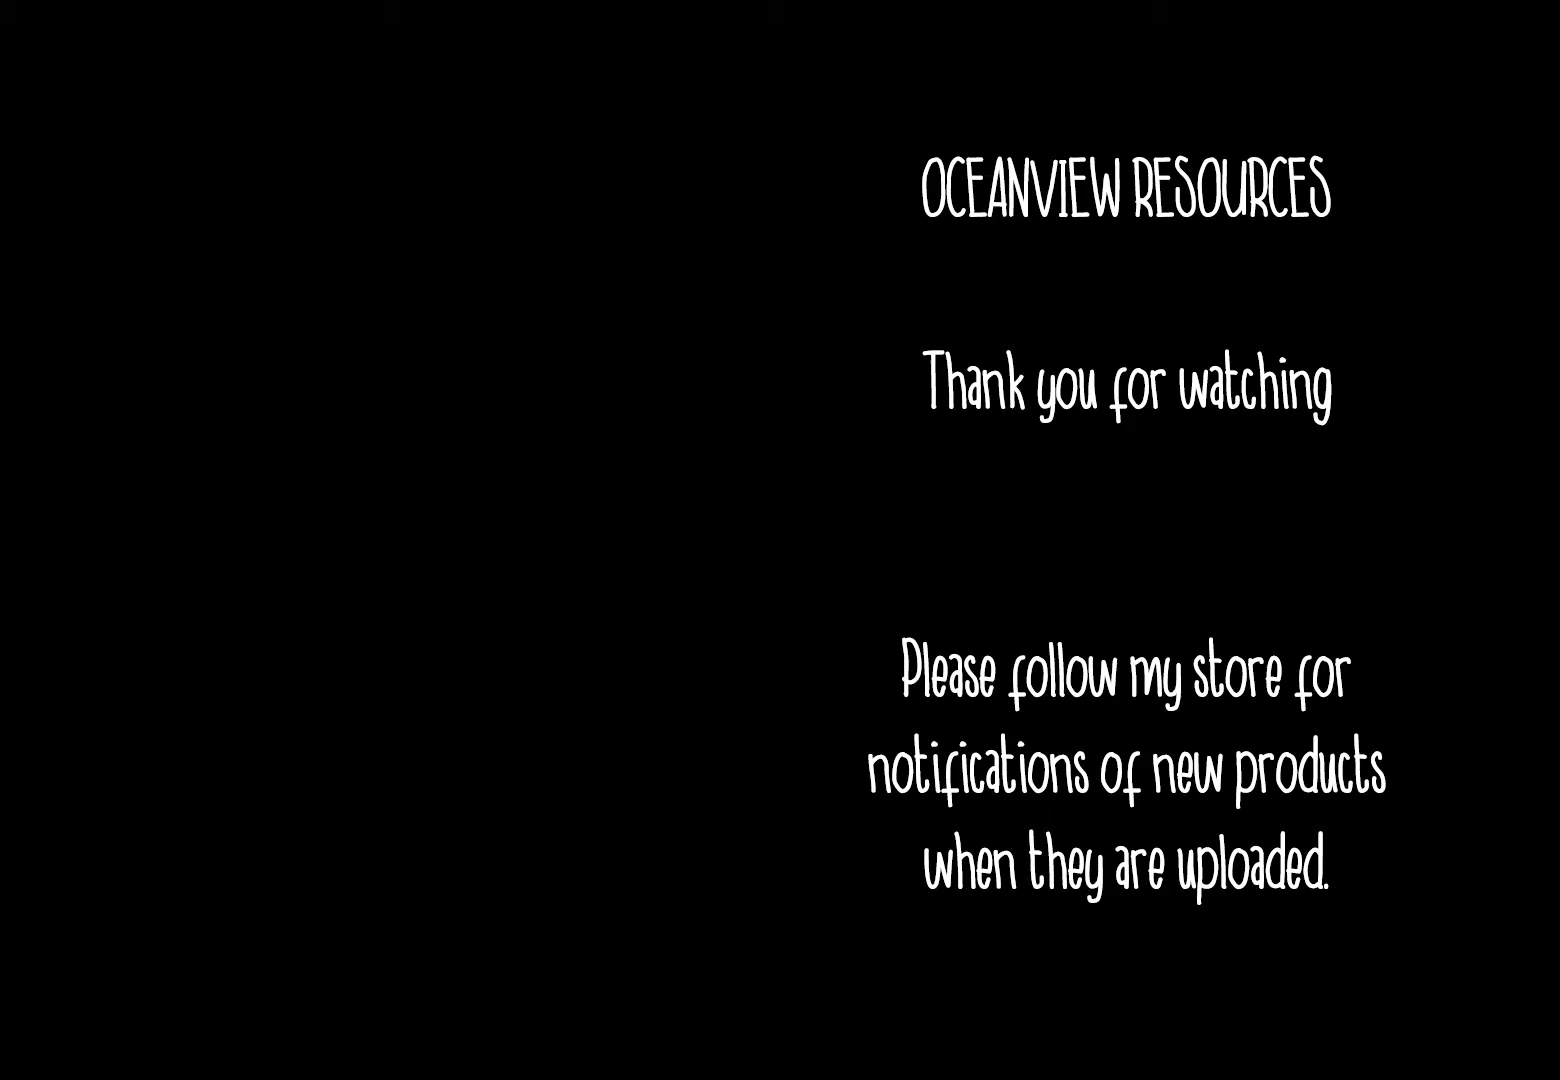 OCEANVIEW RESOURCES
Thank you for watching
Please follow my store for
notifications of new products
when they are uploaded.